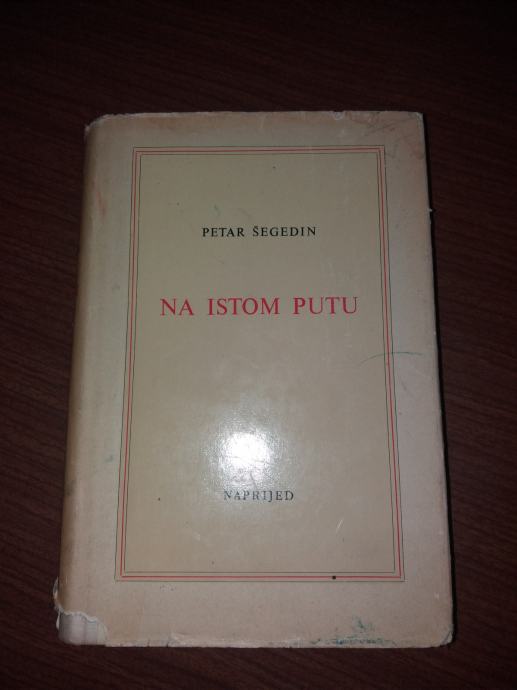 PETAR ŠEGEDIN
NA ISTOM PUTU
NAPRIJED